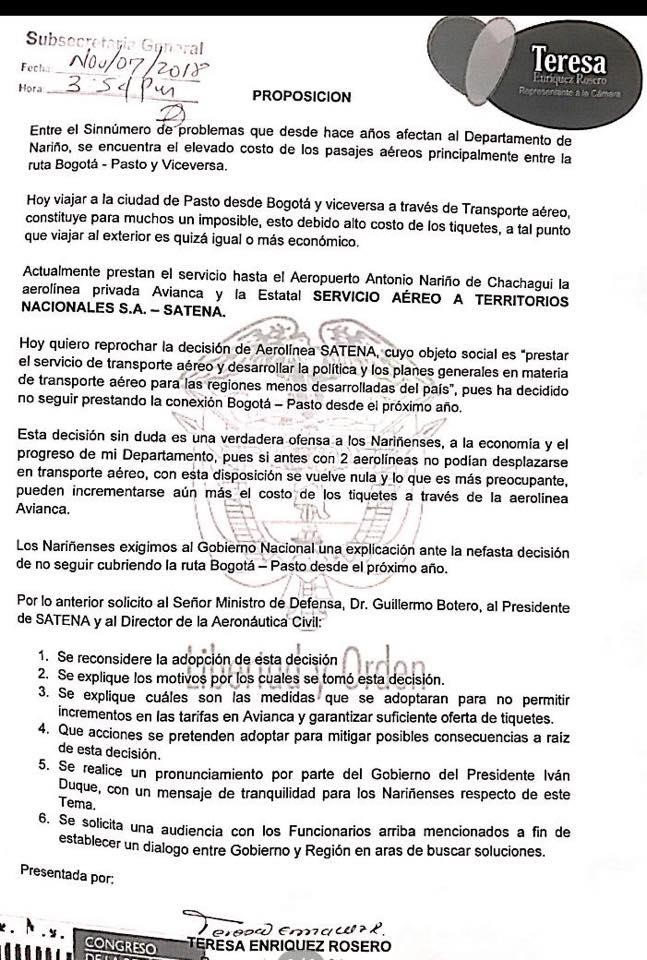 Subsecretaria General
Fecha: Nov/07/2018
Hora: 3:54 Pm
Teresa
Enríquez Rosero
Representante a la Cámara
PROPOSICION
Entre el Sinnúmero de problemas que desde hace años afectan al Departamento de
Nariño, se encuentra el elevado costo de los pasajes aéreos principalmente entre la
ruta Bogotá - Pasto y Viceversa.
Hoy viajar a la ciudad de Pasto desde Bogotá y viceversa a través de Transporte aéreo,
constituye para muchos un imposible, esto debido alto costo de los tiquetes, a tal punto
que viajar al exterior es quizá igual o más económico.
Actualmente prestan el servicio hasta el Aeropuerto Antonio Nariño de Chachagui la
aerolínea privada Avianca y la Estatal SERVICIO AÉREO A TERRITORIOS
NACIONALES S.A. – SATENA.
Hoy quiero reprochar la decisión de Aerolínea SATENA, cuyo objeto social es "prestar
el servicio de transporte aéreo y desarrollar la política y los planes generales en materia
de transporte aéreo para las regiones menos desarrolladas del país", pues ha decidido
no seguir prestando la conexión Bogotá – Pasto desde el próximo año.
Esta decisión sin duda es una verdadera ofensa a los Nariñenses, a la economía y el
progreso de mi Departamento, pues si antes con 2 aerolíneas no podían desplazarse
en transporte aéreo, con esta disposición se vuelve nula y lo que es más preocupante,
pueden incrementarse aún más el costo de los tiquetes a través de la aerolinea
Avianca.
Los Nariñenses exigimos al Gobierno Nacional una explicación ante la nefasta decisión
de no seguir cubriendo la ruta Bogotá – Pasto desde el próximo año.
Por lo anterior solicito al Señor Ministro de Defensa, Dr. Guillermo Botero, al Presidente
de SATENA y al Director de la Aeronáutica Civil:
Libertad y Orden
1. Se reconsidere la adopción de esta decisión
2. Se explique los motivos por los cuales se tomó esta decisión.
3. Se explique cuáles son las medidas que se adoptaran para no permitir
incrementos en las tarifas en Avianca y garantizar suficiente oferta de tiquetes.
4. Que acciones se pretenden adoptar para mitigar posibles consecuencias a raíz
de esta decisión.
5. Se realice un pronunciamiento por parte del Gobierno del Presidente Iván
Duque, con un mensaje de tranquilidad para los Nariñenses respecto de este
Tema.
6. Se solicita una audiencia con los Funcionarios arriba mencionados a fin de
establecer un dialogo entre Gobierno y Región en aras de buscar soluciones.
Presentada por:
TERESA ENRIQUEZ ROSERO
CONGRESO